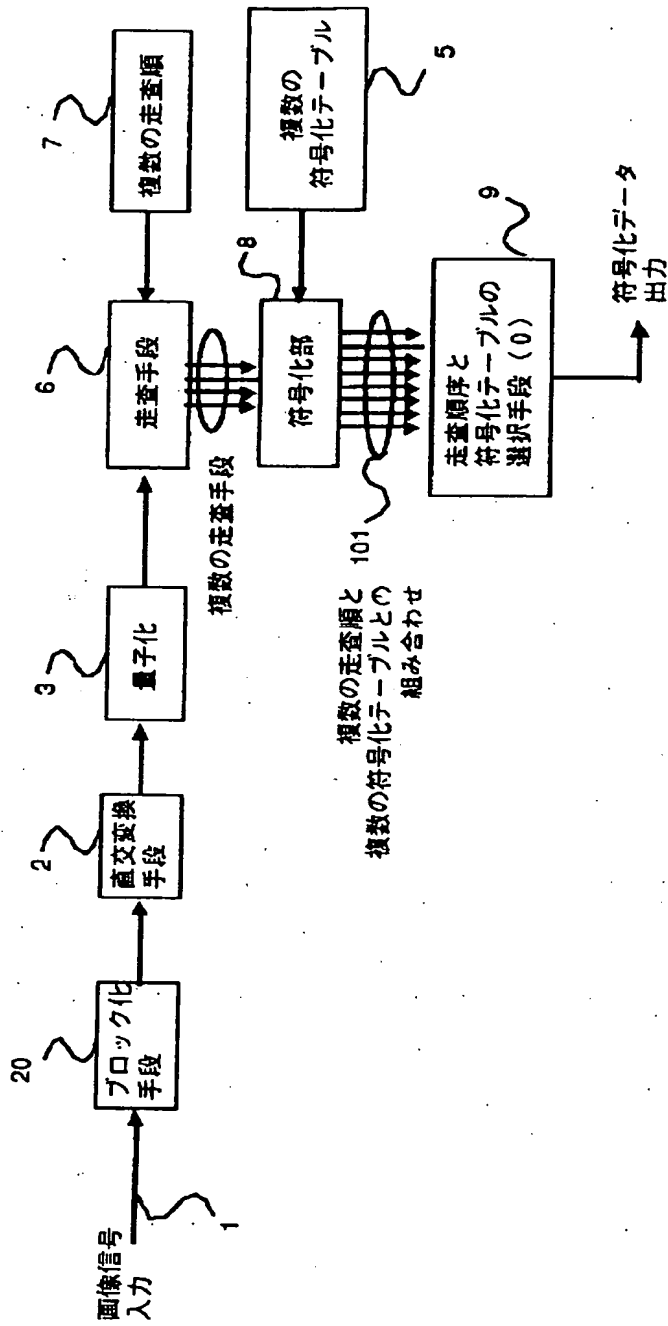 画像信号
入力
1
20
ブロック化
手段
2
直交変換
手段
3
量子化
6
走査手段
7
複数の走査順
複数の走査手段
8
符号化部
複数の
符号化テーブル
5
101
複数の走査順と
複数の符号化テーブルとの
組み合わせ
走査順序と
符号化テーブルの
選択手段(0)
9
符号化データ
出力